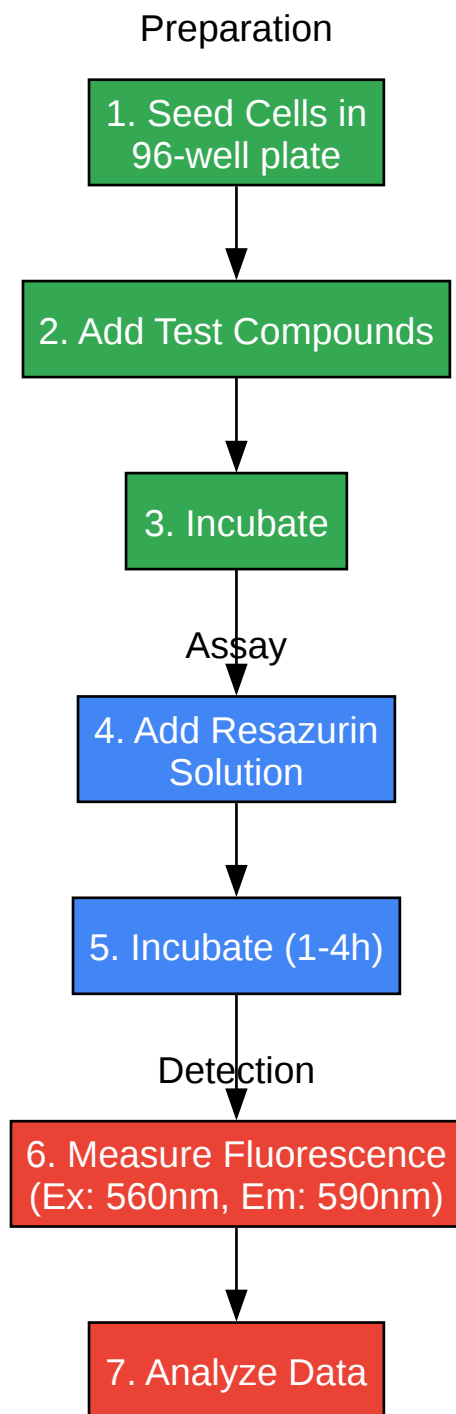 Preparation
1. Seed Cells in
96-well plate
2. Add Test Compounds
3. Incubate
Assay
4. Add Resazurin
Solution
5. Incubate (1-4h)
Detection
6. Measure Fluorescence
(Ex: 560nm, Em: 590nm)
7. Analyze Data